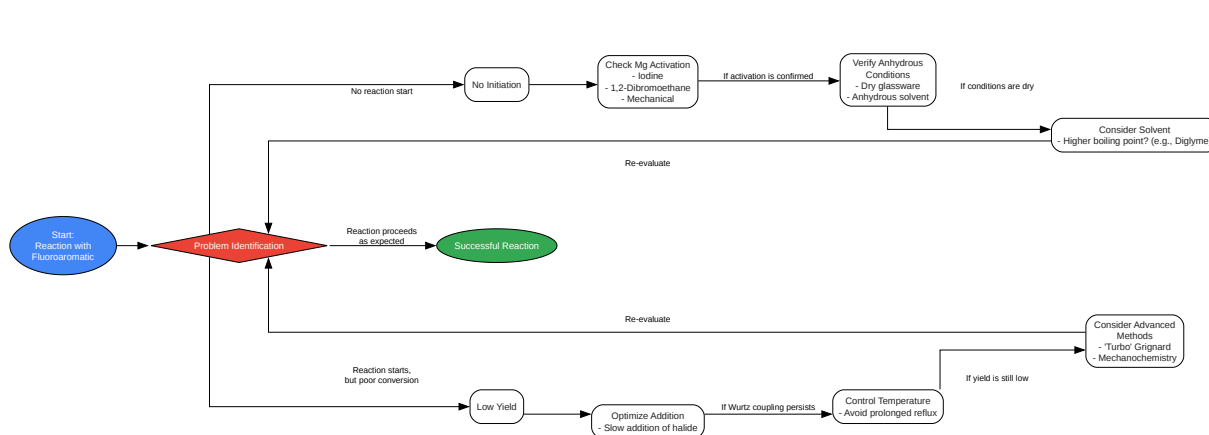 No reaction start
No Initiation
Check Mg Activation
- Iodine
- 1,2-Dibromoethane
- Mechanical
If activation is confirmed
Verify Anhydrous
Conditions
- Dry glassware
- Anhydrous solvent
If conditions are dry
Consider Solvent
- Higher boiling point? (e.g., Diglyme
Re-evaluate
Start:
Reaction with
Fluoroaromatic
Problem Identification
Reaction proceeds
as expected
Successful Reaction
Re-evaluate
Consider Advanced
Methods
- 'Turbo' Grignard
- Mechanochemistry
Reaction starts,
but poor conversion
Low Yield
Optimize Addition
- Slow addition of halide
If Wurtz coupling persists
Control Temperature
- Avoid prolonged reflux
If yield is still low